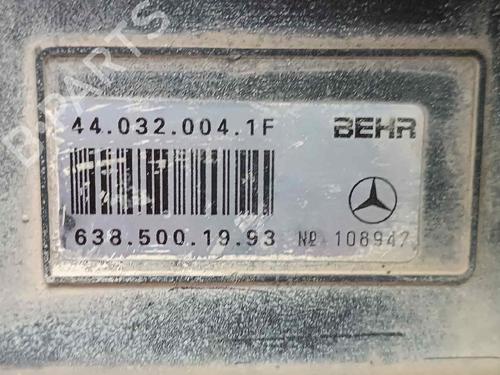 B-PARTS
44.032.004.1F
BEHR
638.500.19.93
№ 108947